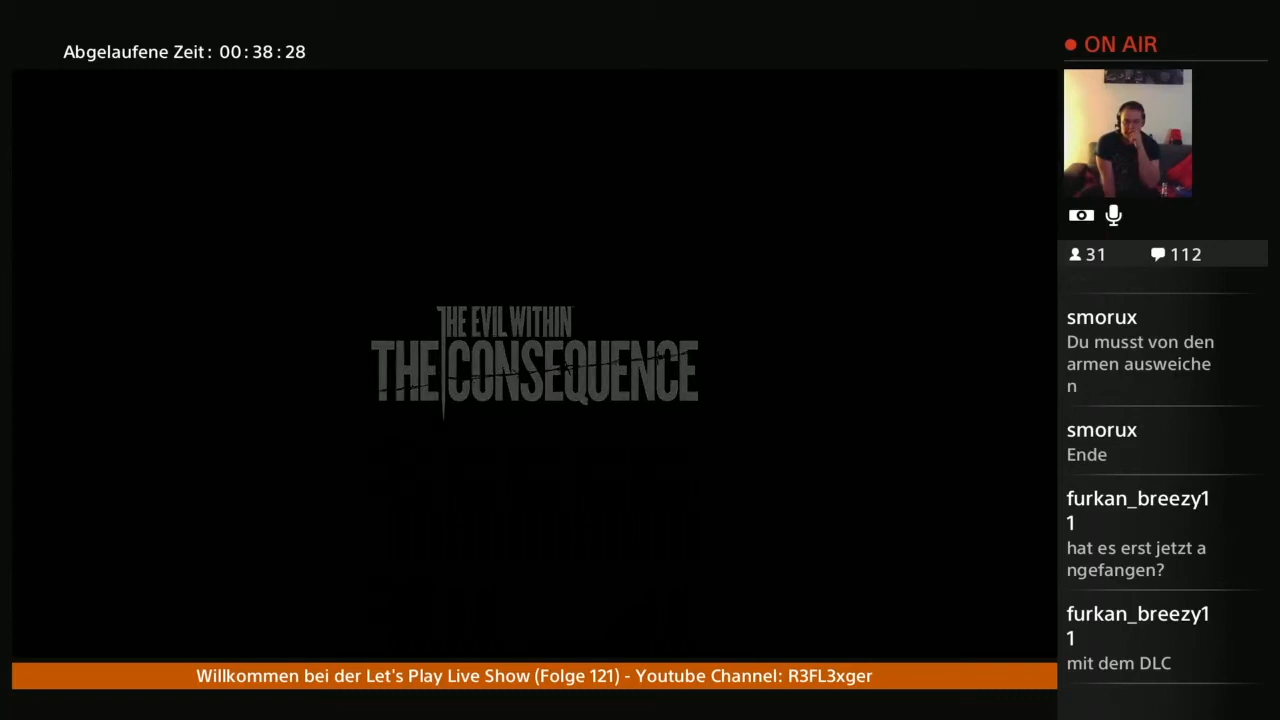 Abgelaufene Zeit: 00:38:28
ON AIR
31 112
THE EVIL WITHIN
THE CONSEQUENCE
smorux
Du musst von den
armen ausweiche
n
smorux
Ende
furkan_breezy1
1
hat es erst jetzt a
ngefangen?
furkan_breezy1
1
mit dem DLC
Willkommen bei der Let's Play Live Show (Folge 121) - Youtube Channel: R3FL3xger